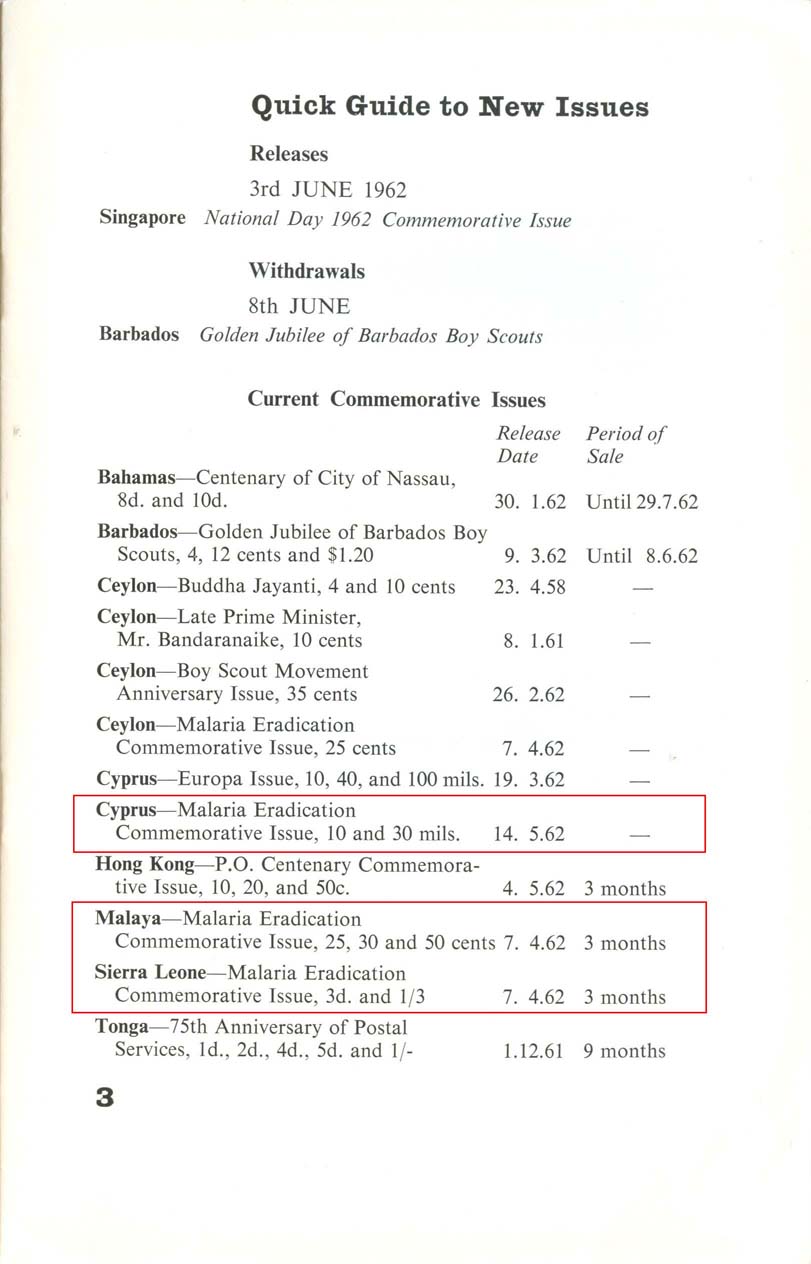 Quick Guide to New Issues
Releases
3rd JUNE 1962
Singapore National Day 1962 Commemorative Issue
Withdrawals
8th JUNE
Barbados Golden Jubilee of Barbados Boy Scouts
Current Commemorative Issues
Release Period of
Date Sale
Bahamas—Centenary of City of Nassau,
8d. and 10d. 30. 1.62 Until 29.7.62
Barbados—Golden Jubilee of Barbados Boy
Scouts, 4, 12 cents and $1.20 9. 3.62 Until 8.6.62
Ceylon—Buddha Jayanti, 4 and 10 cents 23. 4.58 —
Ceylon—Late Prime Minister,
Mr. Bandaranaike, 10 cents 8. 1.61 —
Ceylon—Boy Scout Movement
Anniversary Issue, 35 cents 26. 2.62 —
Ceylon—Malaria Eradication
Commemorative Issue, 25 cents 7. 4.62 —
Cyprus—Europa Issue, 10, 40, and 100 mils. 19. 3.62 —
Cyprus—Malaria Eradication
Commemorative Issue, 10 and 30 mils. 14. 5.62 —
Hong Kong—P.O. Centenary Commemora-
tive Issue, 10, 20, and 50c. 4. 5.62 3 months
Malaya—Malaria Eradication
Commemorative Issue, 25, 30 and 50 cents 7. 4.62 3 months
Sierra Leone—Malaria Eradication
Commemorative Issue, 3d. and 1/3 7. 4.62 3 months
Tonga—75th Anniversary of Postal
Services, 1d., 2d., 4d., 5d. and 1/- 1.12.61 9 months
3